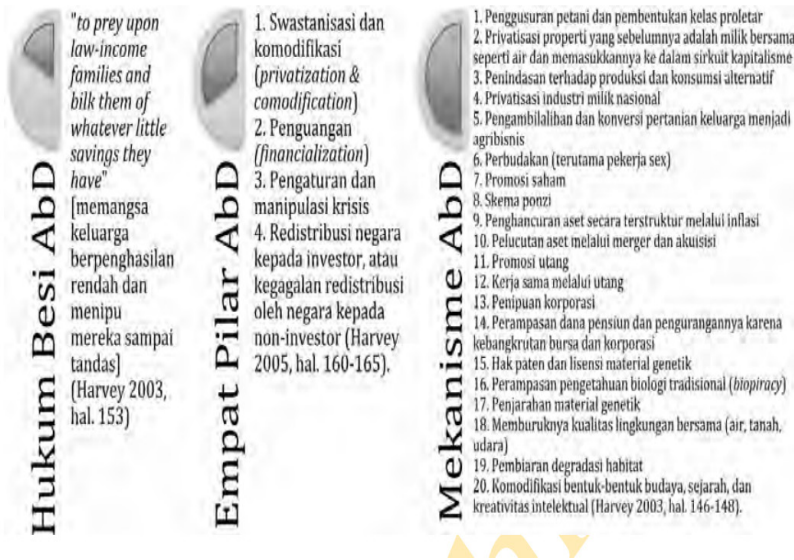 Hukum Besi AbD
"to prey upon
law-income
families and
bilk them of
whatever little
savings they
have"
[memangsa
keluarga
berpenghasilan
rendah dan
menipu
mereka sampai
tandas]
(Harvey 2003,
hal. 153)
Empat Pilar AbD
1. Swastanisasi dan
komodifikasi
(privatization &
comodification)
2. Penguangan
(financialization)
3. Pengaturan dan
manipulasi krisis
4. Redistribusi negara
kepada investor, atau
kegagalan redistribusi
oleh negara kepada
non-investor (Harvey
2005, hal. 160-165).
Mekanisme AbD
1. Penggusuran petani dan pembentukan kelas proletar
2. Privatisasi properti yang sebelumnya adalah milik bersama
seperti air dan memasukkannya ke dalam sirkuit kapitalisme
3. Penindasan terhadap produksi dan konsumsi alternatif
4. Privatisasi industri milik nasional
5. Pengambilalihan dan konversi pertanian keluarga menjadi
agribisnis
6. Perbudakan (terutama pekerja sex)
7. Promosi saham
8. Skema ponzi
9. Penghancuran aset secara terstruktur melalui inflasi
10. Pelucutan aset melalui merger dan akuisisi
11. Promosi utang
12. Kerja sama melalui utang
13. Penipuan korporasi
14. Perampasan dana pensiun dan pengurangannya karena
kebangkrutan bursa dan korporasi
15. Hak paten dan lisensi material genetik
16. Perampasan pengetahuan biologi tradisional (biopiracy)
17. Penjarahan material genetik
18. Memburuknya kualitas lingkungan bersama (air, tanah,
udara)
19. Pembiaran degradasi habitat
20. Komodifikasi bentuk-bentuk budaya, sejarah, dan
kreativitas intelektual (Harvey 2003, hal. 146-148).